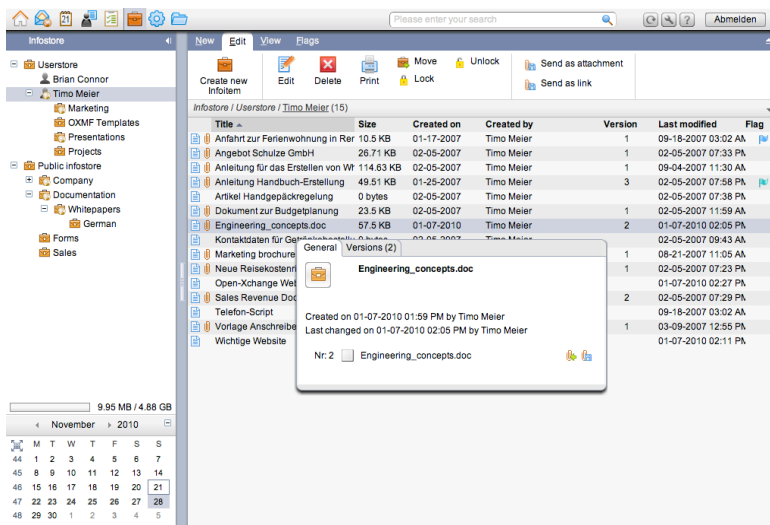 Please enter your search
Abmelden
Infostore
New Edit View Flags
Userstore
Brian Connor
Timo Meier
Marketing
OXMF Templates
Presentations
Projects
Public infostore
Company
Documentation
Whitepapers
German
Forms
Sales
Create new Infoitem
Edit
Delete
Print
Move
Lock
Unlock
Send as attachment
Send as link
Infostore / Userstore / Timo Meier (15)
Title Size Created on Created by Version Last modified Flag
Anfahrt zur Ferienwohnung in Rer 10.5 KB 01-17-2007 Timo Meier 1 09-18-2007 03:02 AM
Angebot Schulze GmbH 26.71 KB 02-05-2007 Timo Meier 1 02-05-2007 07:33 PM
Anleitung für das Erstellen von Wh 114.63 KB 02-05-2007 Timo Meier 1 09-04-2007 11:30 AM
Anleitung Handbuch-Erstellung 49.51 KB 01-25-2007 Timo Meier 3 02-05-2007 07:58 PM
Artikel Handgepäckregelung 0 bytes 02-05-2007 Timo Meier 02-05-2007 07:38 PM
Dokument zur Budgetplanung 23.5 KB 02-05-2007 Timo Meier 1 02-05-2007 11:59 AM
Engineering_concepts.doc 57.5 KB 01-07-2010 Timo Meier 2 01-07-2010 02:05 PM
Kontaktdaten für 02-05-2007 09:43 AM
Marketing brochure 1 08-21-2007 11:05 AM
Neue Reisekostenri 1 02-05-2007 07:23 PM
Open-Xchange Wel 01-07-2010 02:27 PM
Sales Revenue Doc 2 02-05-2007 07:29 PM
Telefon-Script 09-18-2007 03:02 AM
Vorlage Anschreibe 1 03-09-2007 12:55 PM
Wichtige Website 01-07-2010 02:11 PM
General Versions (2)
Engineering_concepts.doc
Created on 01-07-2010 01:59 PM by Timo Meier
Last changed on 01-07-2010 02:05 PM by Timo Meier
Nr: 2 Engineering_concepts.doc
9.95 MB / 4.88 GB
November 2010
M T W T F S S
44 1 2 3 4 5 6 7
45 8 9 10 11 12 13 14
46 15 16 17 18 19 20 21
47 22 23 24 25 26 27 28
48 29 30 1 2 3 4 5